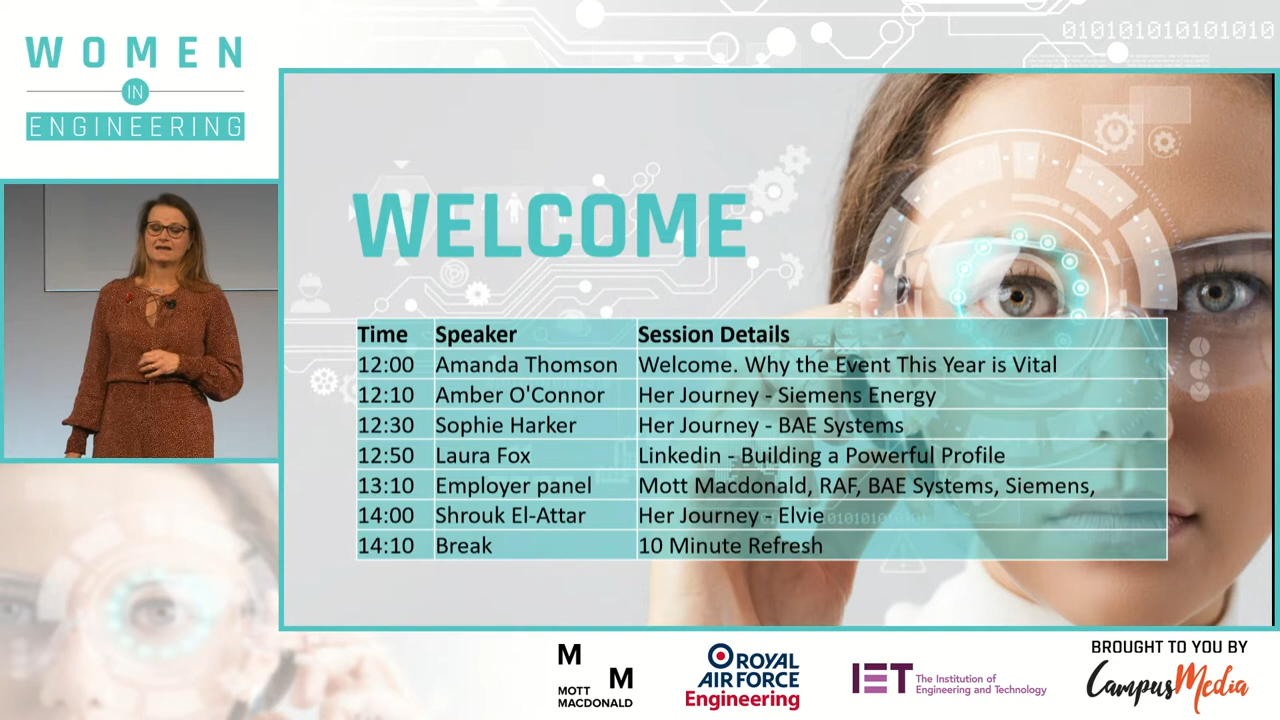 WOMEN
IN
ENGINEERING
010101010101010
WELCOME
Time Speaker Session Details
12:00 Amanda Thomson Welcome. Why the Event This Year is Vital
12:10 Amber O'Connor Her Journey - Siemens Energy
12:30 Sophie Harker Her Journey - BAE Systems
12:50 Laura Fox Linkedin - Building a Powerful Profile
13:10 Employer panel Mott Macdonald, RAF, BAE Systems, Siemens,
14:00 Shrouk El-Attar Her Journey - Elvie
14:10 Break 10 Minute Refresh
M
M
MOTT
MACDONALD
ROYAL
AIR FORCE
Engineering
IET The Institution of
Engineering and Technology
BROUGHT TO YOU BY
CampusMedia